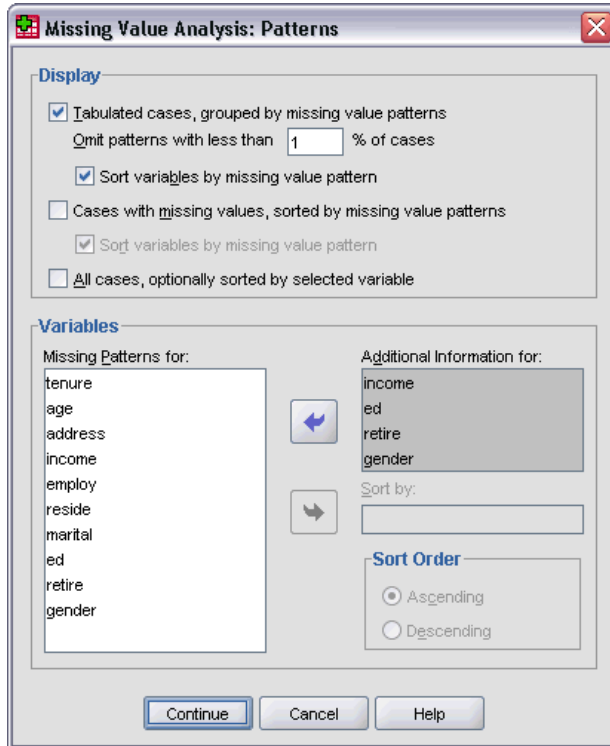 Missing Value Analysis: Patterns
Display
Tabulated cases, grouped by missing value patterns
Omit patterns with less than 1 % of cases
Sort variables by missing value pattern
Cases with missing values, sorted by missing value patterns
Sort variables by missing value pattern
All cases, optionally sorted by selected variable
Variables
Missing Patterns for:
tenure
age
address
income
employ
reside
marital
ed
retire
gender
Additional Information for:
income
ed
retire
gender
Sort by:
Sort Order
Ascending
Descending
Continue
Cancel
Help